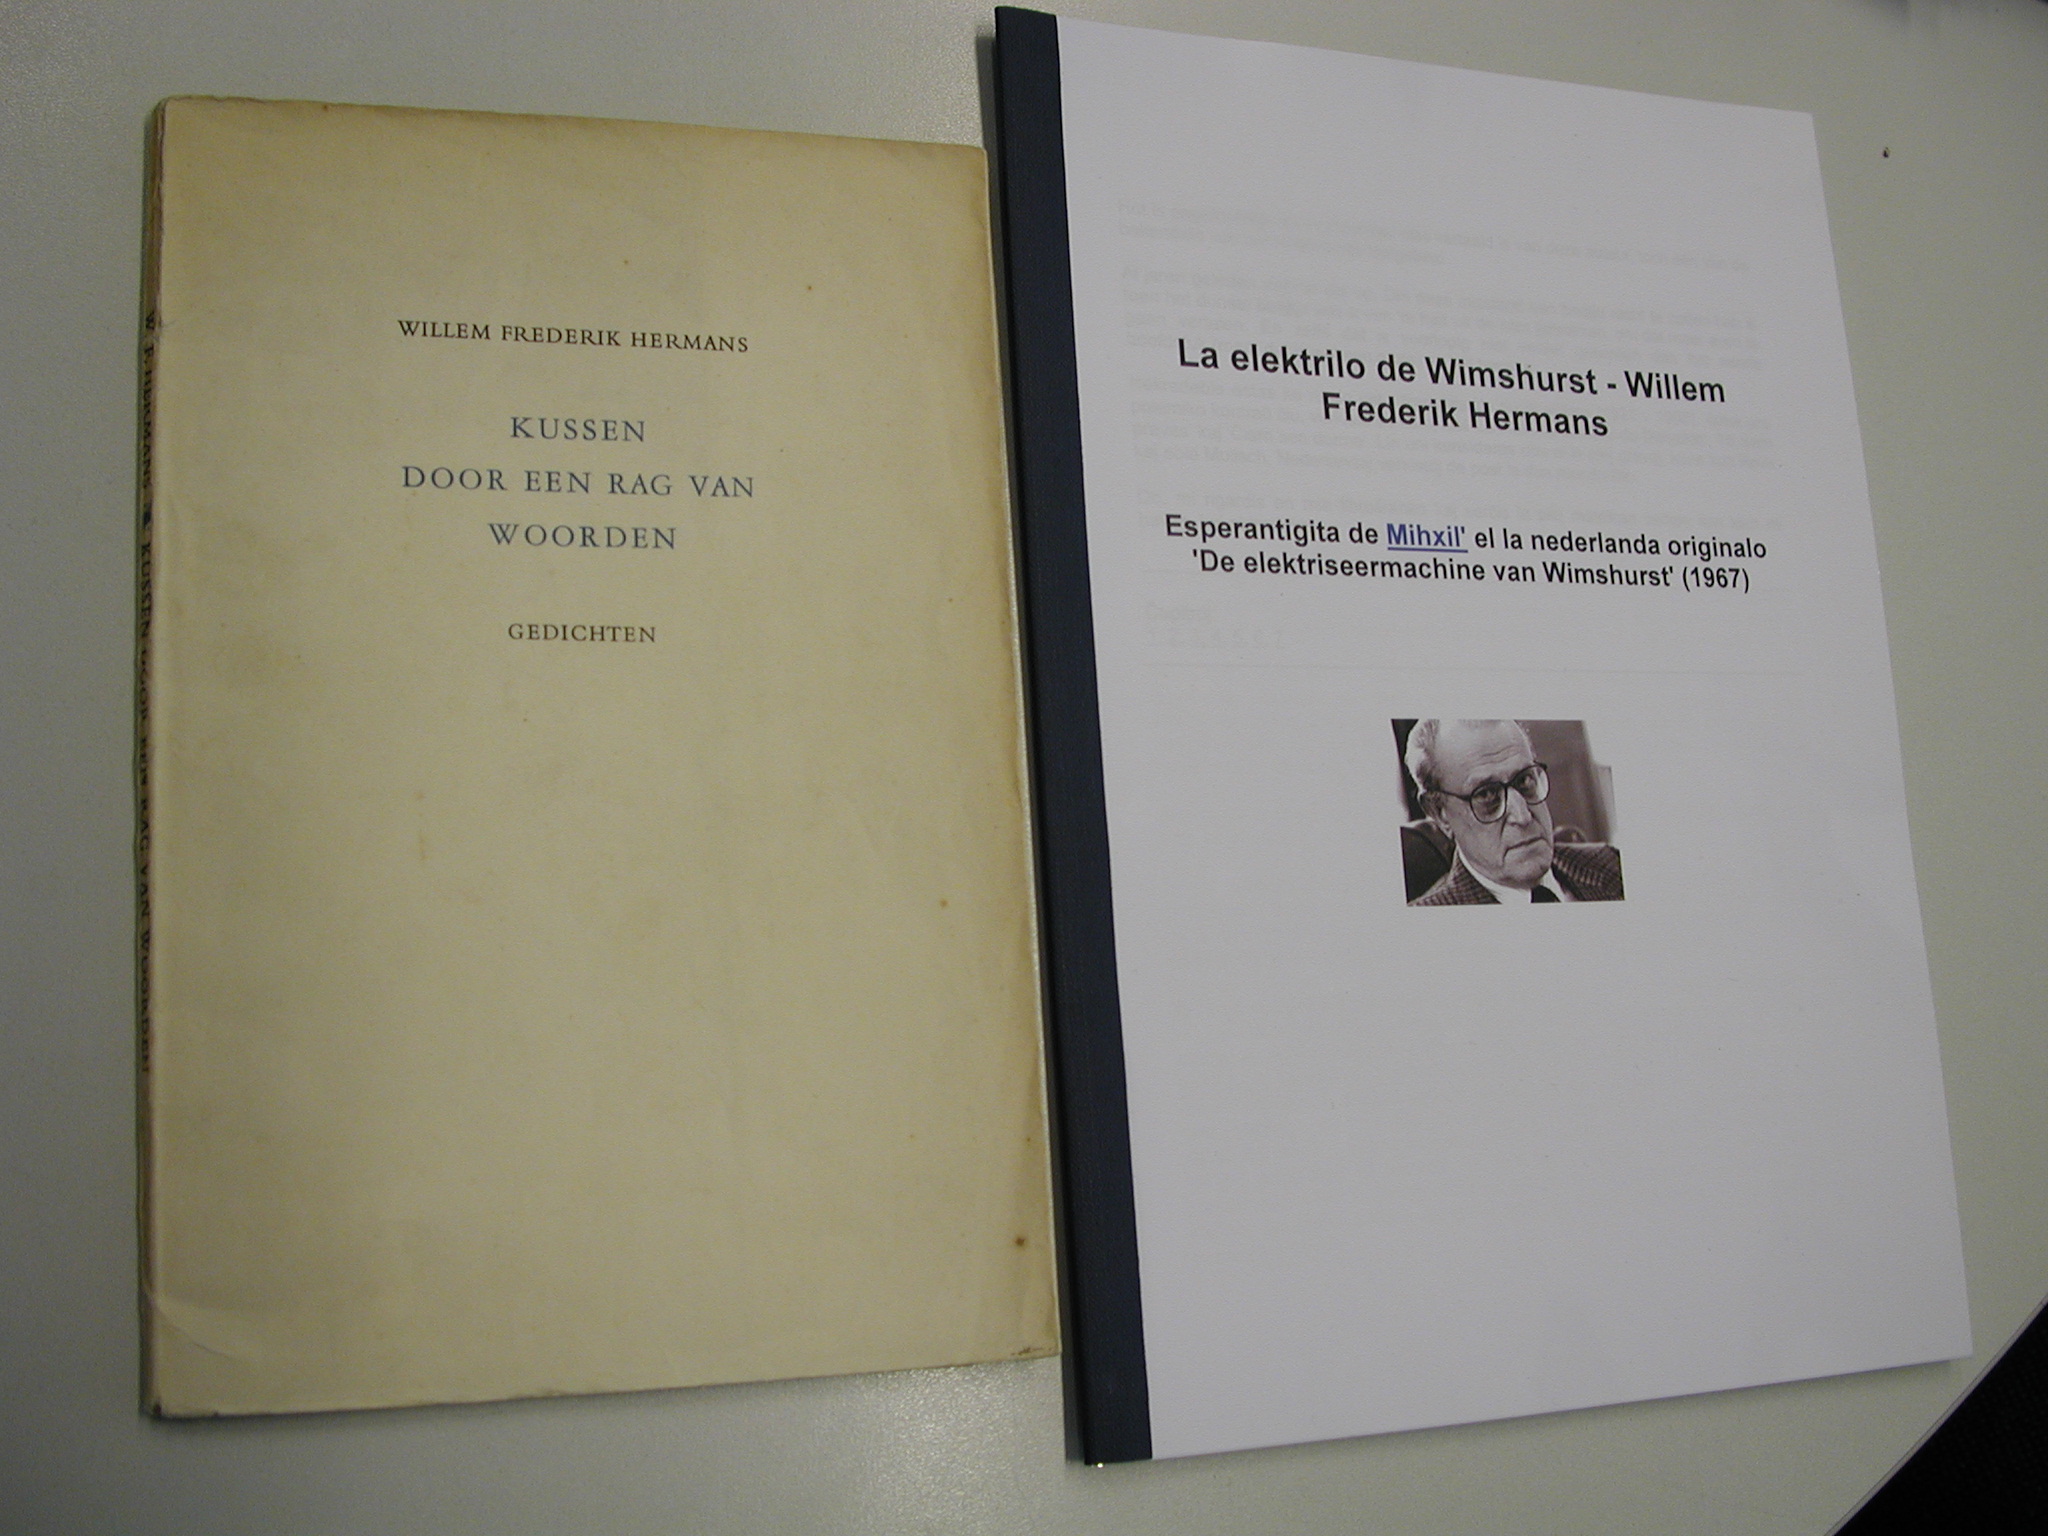 WILLEM FREDERIK HERMANS
KUSSEN
DOOR EEN RAG VAN
WOORDEN
GEDICHTEN
W. F. HERMANS ★ KUSSEN DOOR EEN RAG VAN WOORDEN
La elektrilo de Wimshurst - Willem
Frederik Hermans
Esperantigita de Mihxil' el la nederlanda originalo
'De elektriseermachine van Wimshurst' (1967)